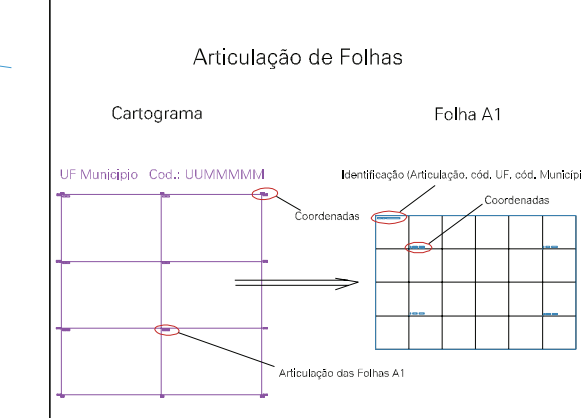 Articulação de Folhas
Cartograma
Folha A1
UF Municipio Cod.: UUMMMMM
Identificação (Articulação, cód. UF, cód. Municípi
Coordenadas
Coordenadas
Articulação das Folhas A1